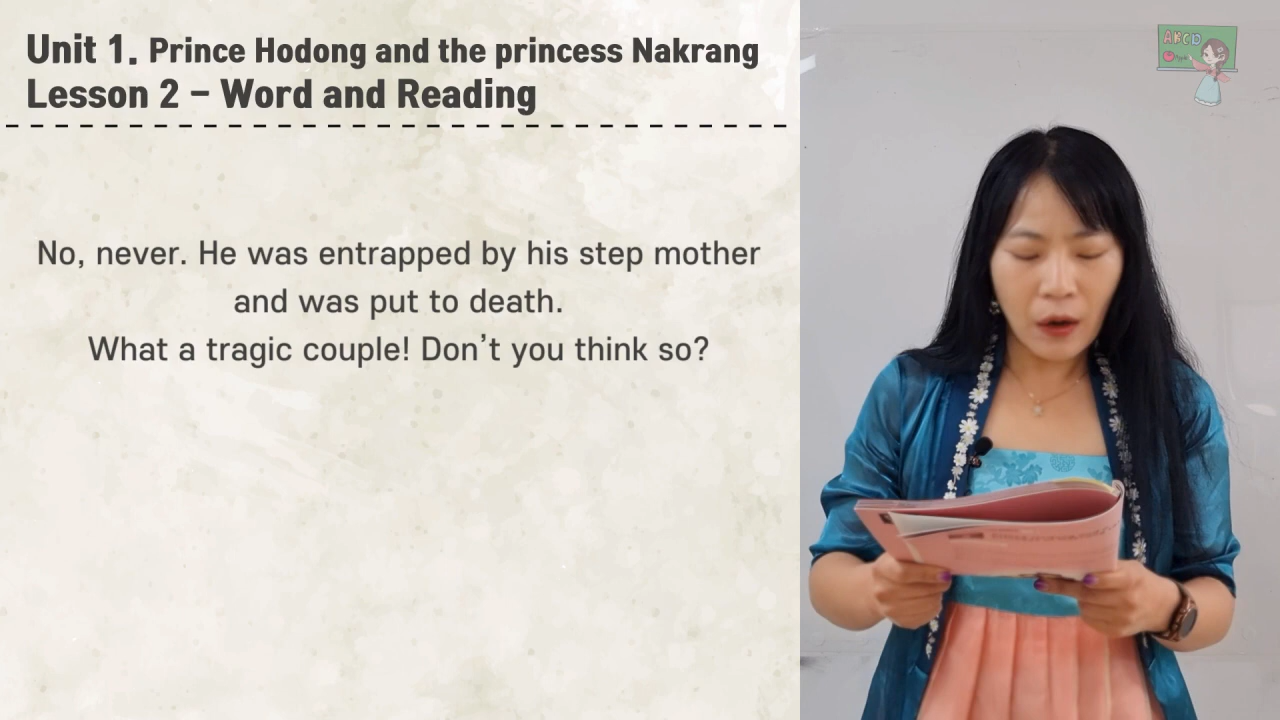 Unit 1. Prince Hodong and the princess Nakrang
Lesson 2 - Word and Reading
No, never. He was entrapped by his step mother
and was put to death.
What a tragic couple! Don't you think so?
ABCD